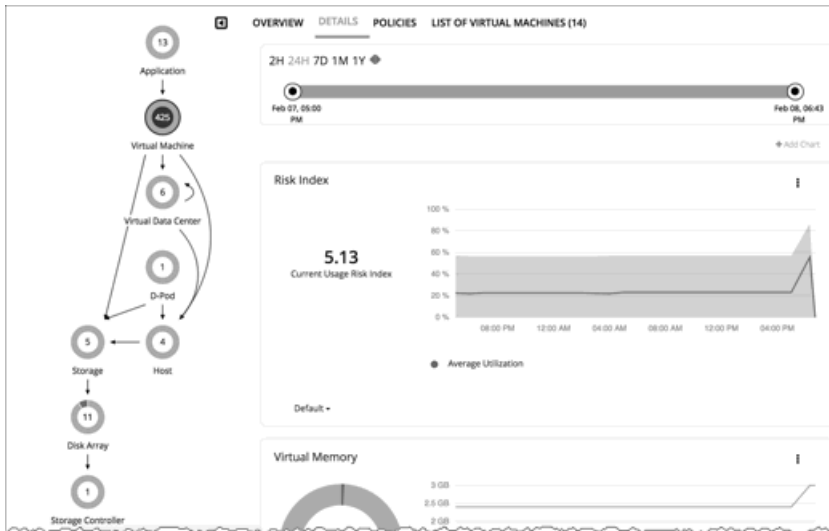 OVERVIEW DETAILS POLICIES LIST OF VIRTUAL MACHINES (14)
13
Application
425
Virtual Machine
6
Virtual Data Center
1
D-Pod
5
Storage
4
Host
11
Disk Array
1
Storage Controller
2H 24H 7D 1M 1Y
Feb 07, 05:00
PM
Feb 08, 06:43
PM
+ Add Chart
Risk Index
5.13
Current Usage Risk Index
100 %
80 %
60 %
40 %
20 %
0 %
08:00 PM 12:00 AM 04:00 AM 08:00 AM 12:00 PM 04:00 PM
Average Utilization
Default
Virtual Memory
3 GB
2.5 GB
2 GB